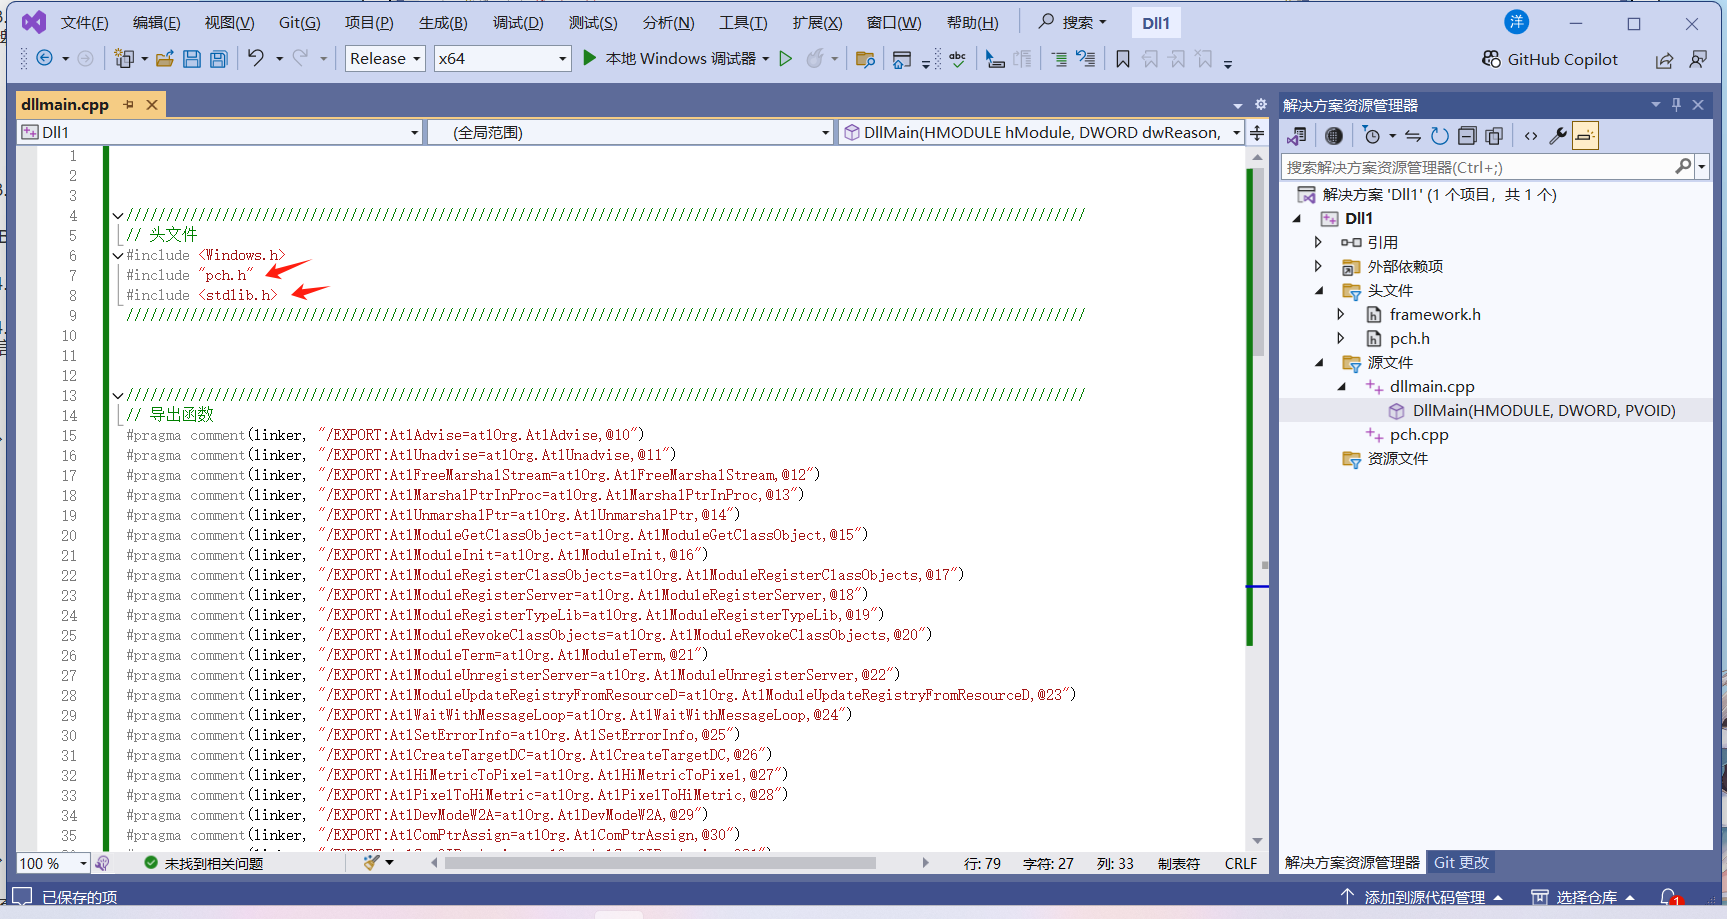 文件(F) 编辑(E) 视图(V) Git(G) 项目(P) 生成(B) 调试(D) 测试(S) 分析(N) 工具(T) 扩展(X) 窗口(W) 帮助(H) 搜索 Dll1 洋
Release x64 本地 Windows 调试器 abc GitHub Copilot
dllmain.cpp
Dll1 (全局范围) DllMain(HMODULE hModule, DWORD dwReason,
1
2
3
4 ////////////////////////////////////////////////////////////////////////////////////////////////////////////////////////
5 // 头文件
6 #include <Windows.h>
7 #include "pch.h"
8 #include <stdlib.h>
9 ////////////////////////////////////////////////////////////////////////////////////////////////////////////////////////
10
11
12
13 ////////////////////////////////////////////////////////////////////////////////////////////////////////////////////////
14 // 导出函数
15 #pragma comment(linker, "/EXPORT:AtlAdvise=atlOrg.AtlAdvise,@10")
16 #pragma comment(linker, "/EXPORT:AtlUnadvise=atlOrg.AtlUnadvise,@11")
17 #pragma comment(linker, "/EXPORT:AtlFreeMarshalStream=atlOrg.AtlFreeMarshalStream,@12")
18 #pragma comment(linker, "/EXPORT:AtlMarshalPtrInProc=atlOrg.AtlMarshalPtrInProc,@13")
19 #pragma comment(linker, "/EXPORT:AtlUnmarshalPtr=atlOrg.AtlUnmarshalPtr,@14")
20 #pragma comment(linker, "/EXPORT:AtlModuleGetClassObject=atlOrg.AtlModuleGetClassObject,@15")
21 #pragma comment(linker, "/EXPORT:AtlModuleInit=atlOrg.AtlModuleInit,@16")
22 #pragma comment(linker, "/EXPORT:AtlModuleRegisterClassObjects=atlOrg.AtlModuleRegisterClassObjects,@17")
23 #pragma comment(linker, "/EXPORT:AtlModuleRegisterServer=atlOrg.AtlModuleRegisterServer,@18")
24 #pragma comment(linker, "/EXPORT:AtlModuleRegisterTypeLib=atlOrg.AtlModuleRegisterTypeLib,@19")
25 #pragma comment(linker, "/EXPORT:AtlModuleRevokeClassObjects=atlOrg.AtlModuleRevokeClassObjects,@20")
26 #pragma comment(linker, "/EXPORT:AtlModuleTerm=atlOrg.AtlModuleTerm,@21")
27 #pragma comment(linker, "/EXPORT:AtlModuleUnregisterServer=atlOrg.AtlModuleUnregisterServer,@22")
28 #pragma comment(linker, "/EXPORT:AtlModuleUpdateRegistryFromResourceD=atlOrg.AtlModuleUpdateRegistryFromResourceD,@23")
29 #pragma comment(linker, "/EXPORT:AtlWaitWithMessageLoop=atlOrg.AtlWaitWithMessageLoop,@24")
30 #pragma comment(linker, "/EXPORT:AtlSetErrorInfo=atlOrg.AtlSetErrorInfo,@25")
31 #pragma comment(linker, "/EXPORT:AtlCreateTargetDC=atlOrg.AtlCreateTargetDC,@26")
32 #pragma comment(linker, "/EXPORT:AtlHiMetricToPixel=atlOrg.AtlHiMetricToPixel,@27")
33 #pragma comment(linker, "/EXPORT:AtlPixelToHiMetric=atlOrg.AtlPixelToHiMetric,@28")
34 #pragma comment(linker, "/EXPORT:AtlDevModeW2A=atlOrg.AtlDevModeW2A,@29")
35 #pragma comment(linker, "/EXPORT:AtlComPtrAssign=atlOrg.AtlComPtrAssign,@30")
100 % 未找到相关问题 行: 79 字符: 27 列: 33 制表符 CRLF
解决方案资源管理器
搜索解决方案资源管理器(Ctrl+;)
解决方案 'Dll1' (1 个项目，共 1 个)
Dll1
引用
外部依赖项
头文件
framework.h
pch.h
源文件
dllmain.cpp
DllMain(HMODULE, DWORD, PVOID)
pch.cpp
资源文件
解决方案资源管理器 Git 更改
已保存的项 添加到源代码管理 选择仓库 1